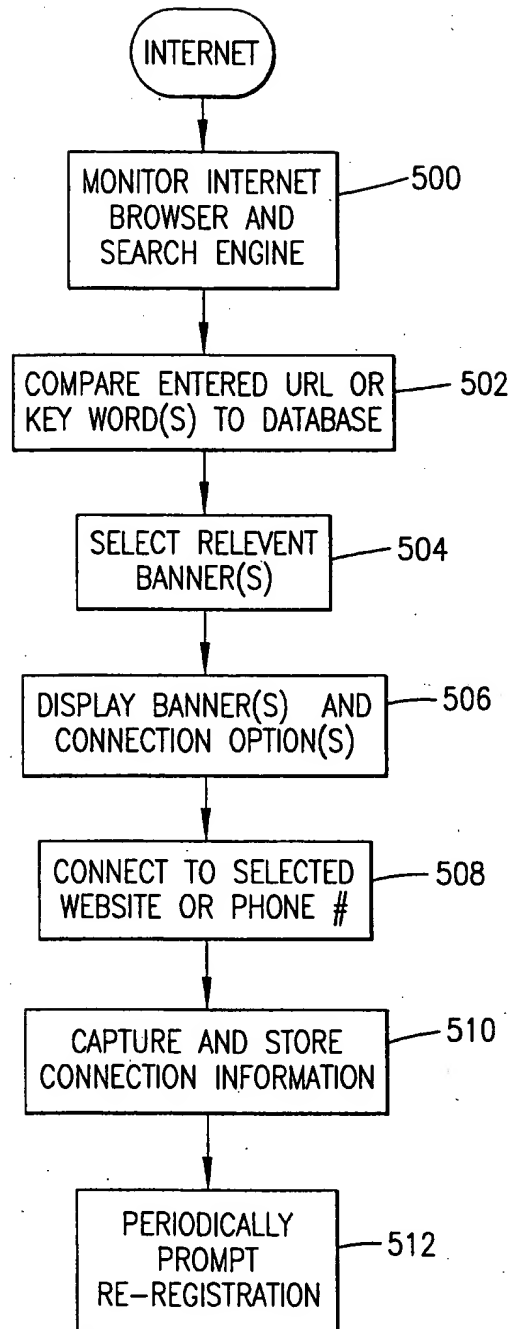 INTERNET
MONITOR INTERNET
BROWSER AND
SEARCH ENGINE
500
COMPARE ENTERED URL OR
KEY WORD(S) TO DATABASE
502
SELECT RELEVENT
BANNER(S)
504
DISPLAY BANNER(S) AND
CONNECTION OPTION(S)
506
CONNECT TO SELECTED
WEBSITE OR PHONE #
508
CAPTURE AND STORE
CONNECTION INFORMATION
510
PERIODICALLY
PROMPT
RE-REGISTRATION
512